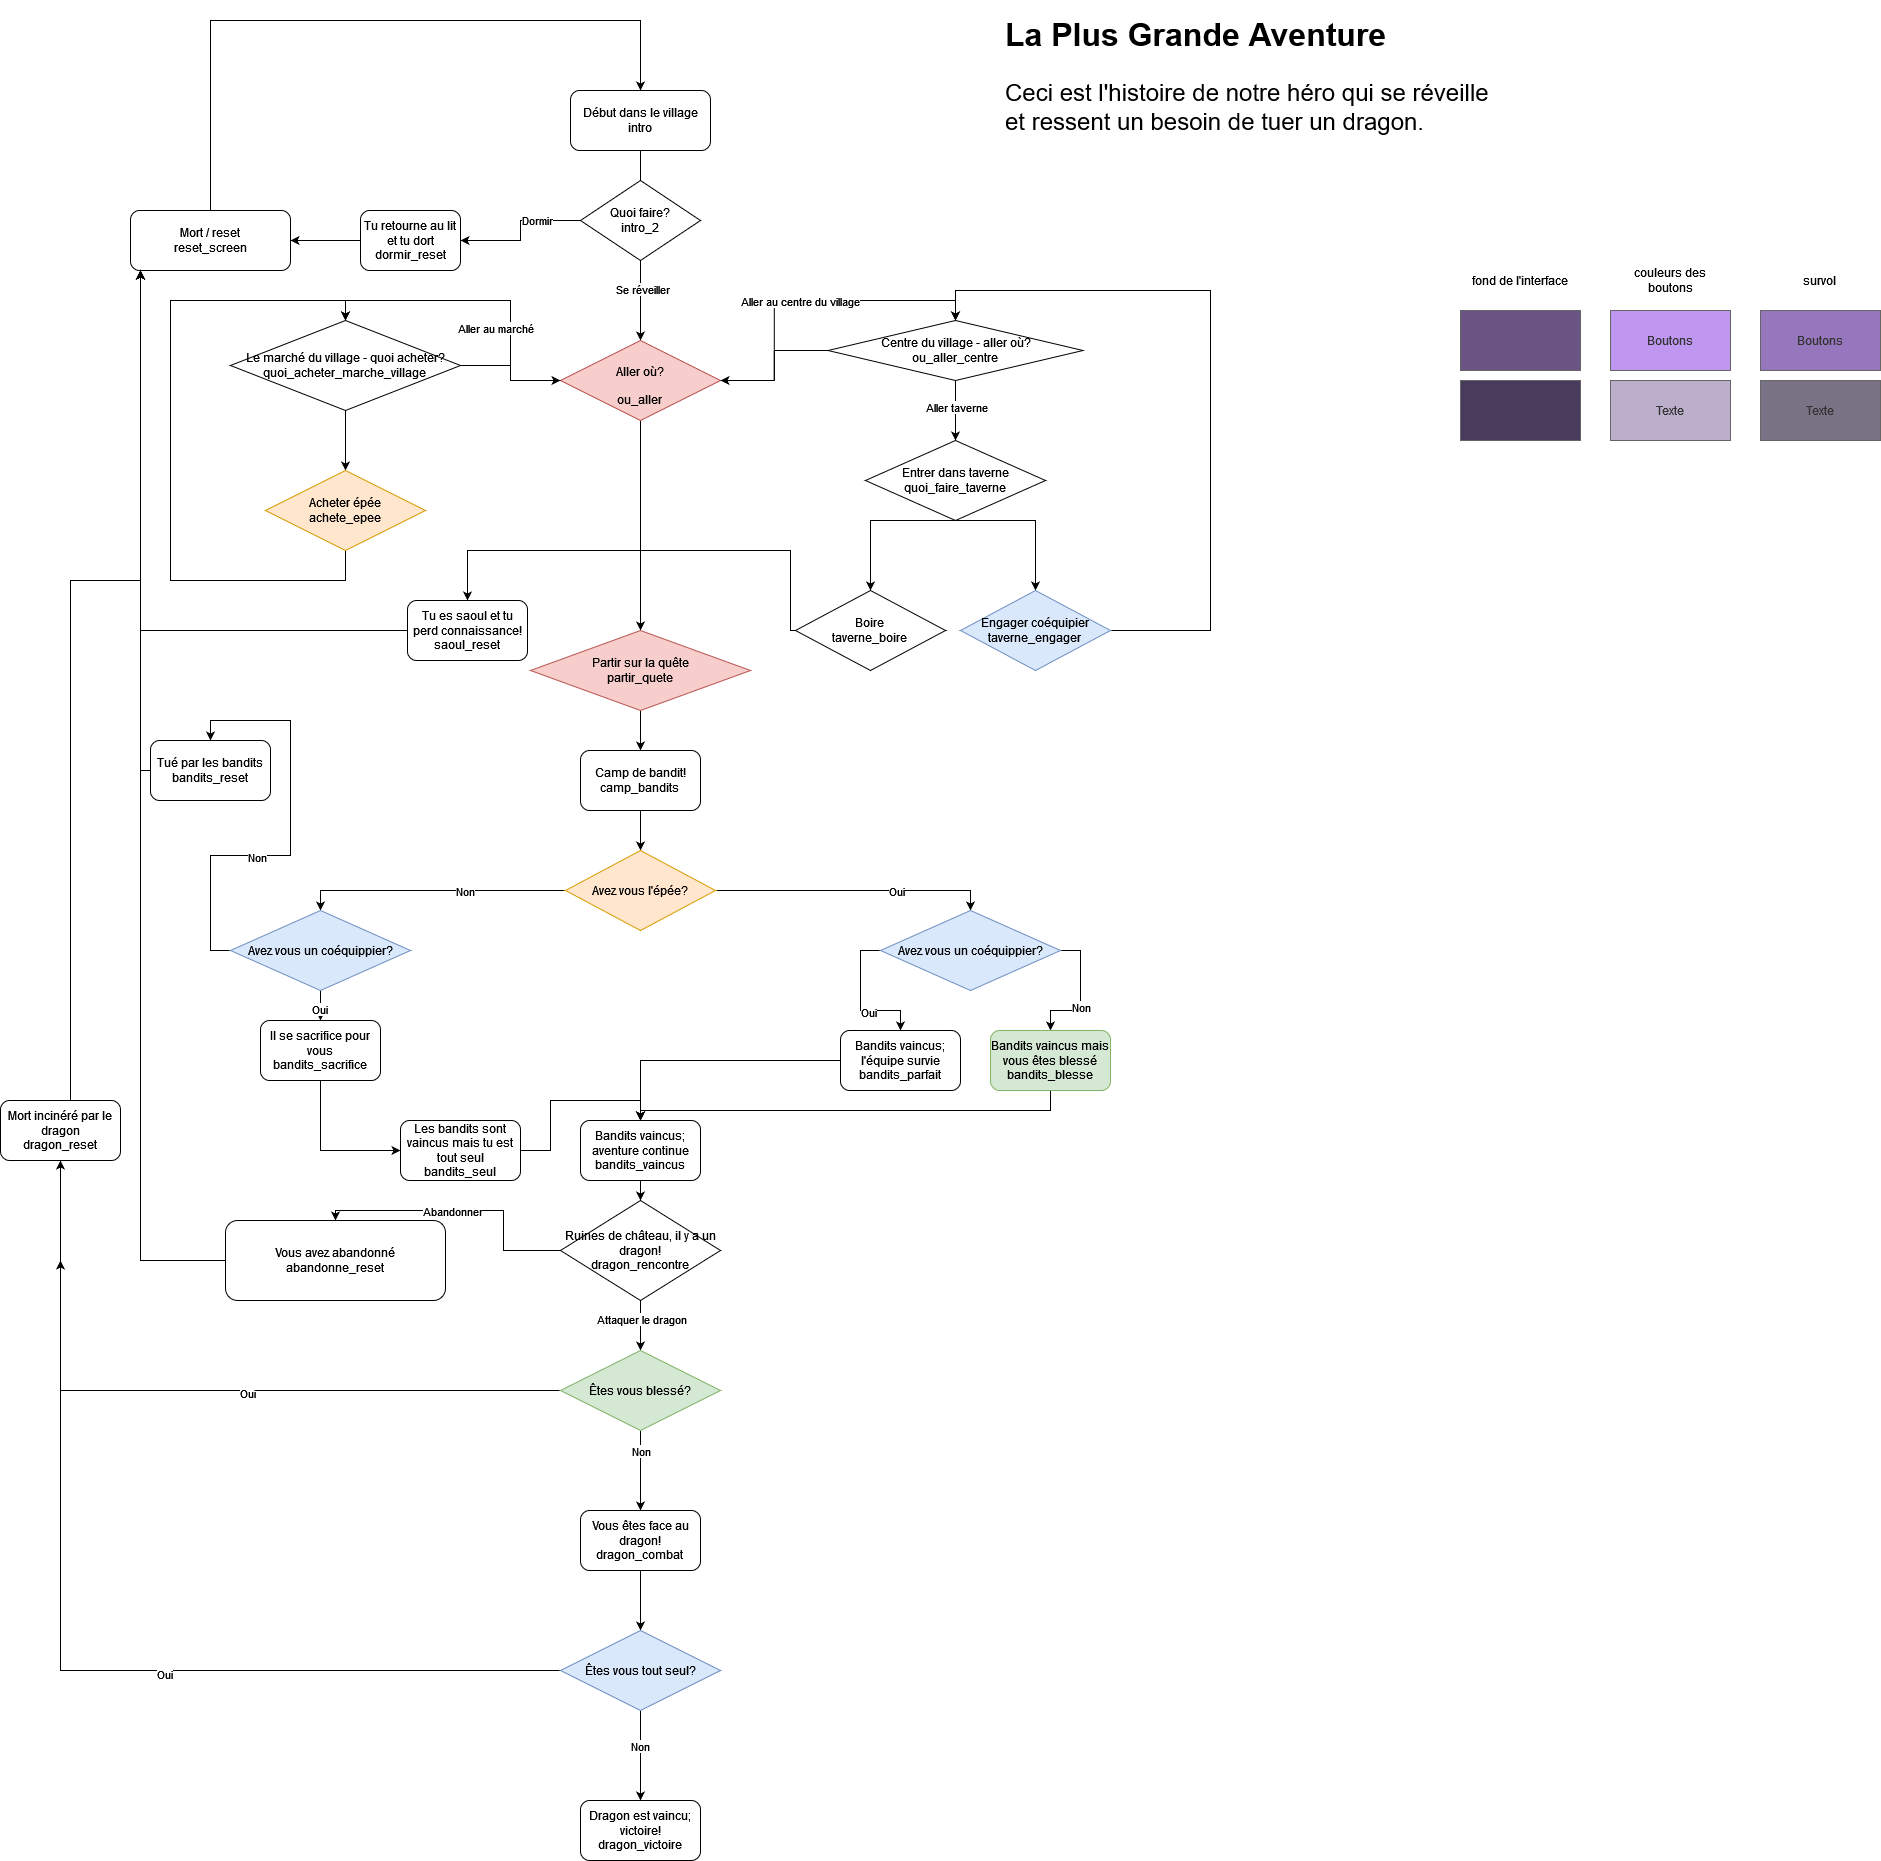 La Plus Grande Aventure
Ceci est l'histoire de notre héro qui se réveille
et ressent un besoin de tuer un dragon.
Début dans le village
intro
Quoi faire?
intro_2
Dormir
Tu retourne au lit
et tu dort
dormir_reset
Mort / reset
reset_screen
Se réveiller
fond de l'interface
couleurs des
boutons
survol
Boutons
Boutons
Texte
Texte
Aller au marché
Le marché du village - quoi acheter?
quoi_acheter_marche_village
Aller où?
ou_aller
Aller au centre du village
Centre du village - aller où?
ou_aller_centre
Aller taverne
Entrer dans taverne
quoi_faire_taverne
Acheter épée
achete_epee
Tu es saoul et tu
perd connaissance!
saoul_reset
Boire
taverne_boire
Engager coéquipier
taverne_engager
Partir sur la quête
partir_quete
Tué par les bandits
bandits_reset
Camp de bandit!
camp_bandits
Non
Avez vous l'épée?
Non
Oui
Avez vous un coéquippier?
Avez vous un coéquippier?
Oui
Oui
Non
Il se sacrifice pour
vous
bandits_sacrifice
Bandits vaincus;
l'équipe survie
bandits_parfait
Bandits vaincus mais
vous êtes blessé
bandits_blesse
Mort incinéré par le
dragon
dragon_reset
Les bandits sont
vaincus mais tu est
tout seul
bandits_seul
Bandits vaincus;
aventure continue
bandits_vaincus
Abandonner
Vous avez abandonné
abandonne_reset
Ruines de château, il y a un
dragon!
dragon_rencontre
Attaquer le dragon
Êtes vous blessé?
Oui
Non
Vous êtes face au
dragon!
dragon_combat
Êtes vous tout seul?
Oui
Non
Dragon est vaincu;
victoire!
dragon_victoire